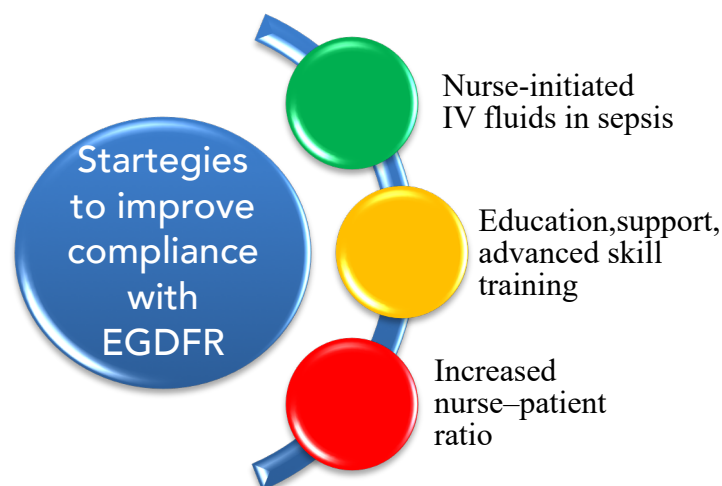 Startegies
to improve
compliance
with
EGDFR
Nurse-initiated
IV fluids in sepsis
Education,support,
advanced skill
training
Increased
nurse–patient
ratio